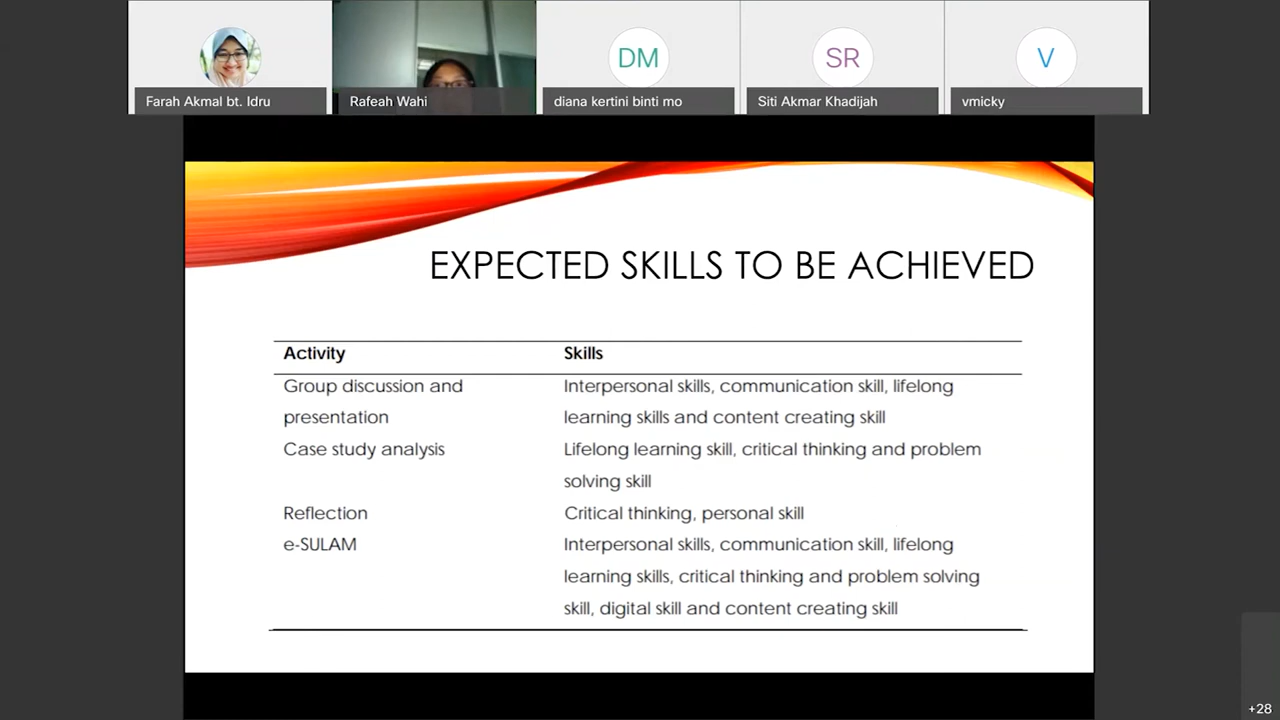 Farah Akmal bt. Idru
Rafeah Wahi
DM
diana kertini binti mo
SR
Siti Akmar Khadijah
V
vmicky
EXPECTED SKILLS TO BE ACHIEVED
Activity Skills
Group discussion and Interpersonal skills, communication skill, lifelong
presentation learning skills and content creating skill
Case study analysis Lifelong learning skill, critical thinking and problem
solving skill
Reflection Critical thinking, personal skill
e-SULAM Interpersonal skills, communication skill, lifelong
learning skills, critical thinking and problem solving
skill, digital skill and content creating skill
+28